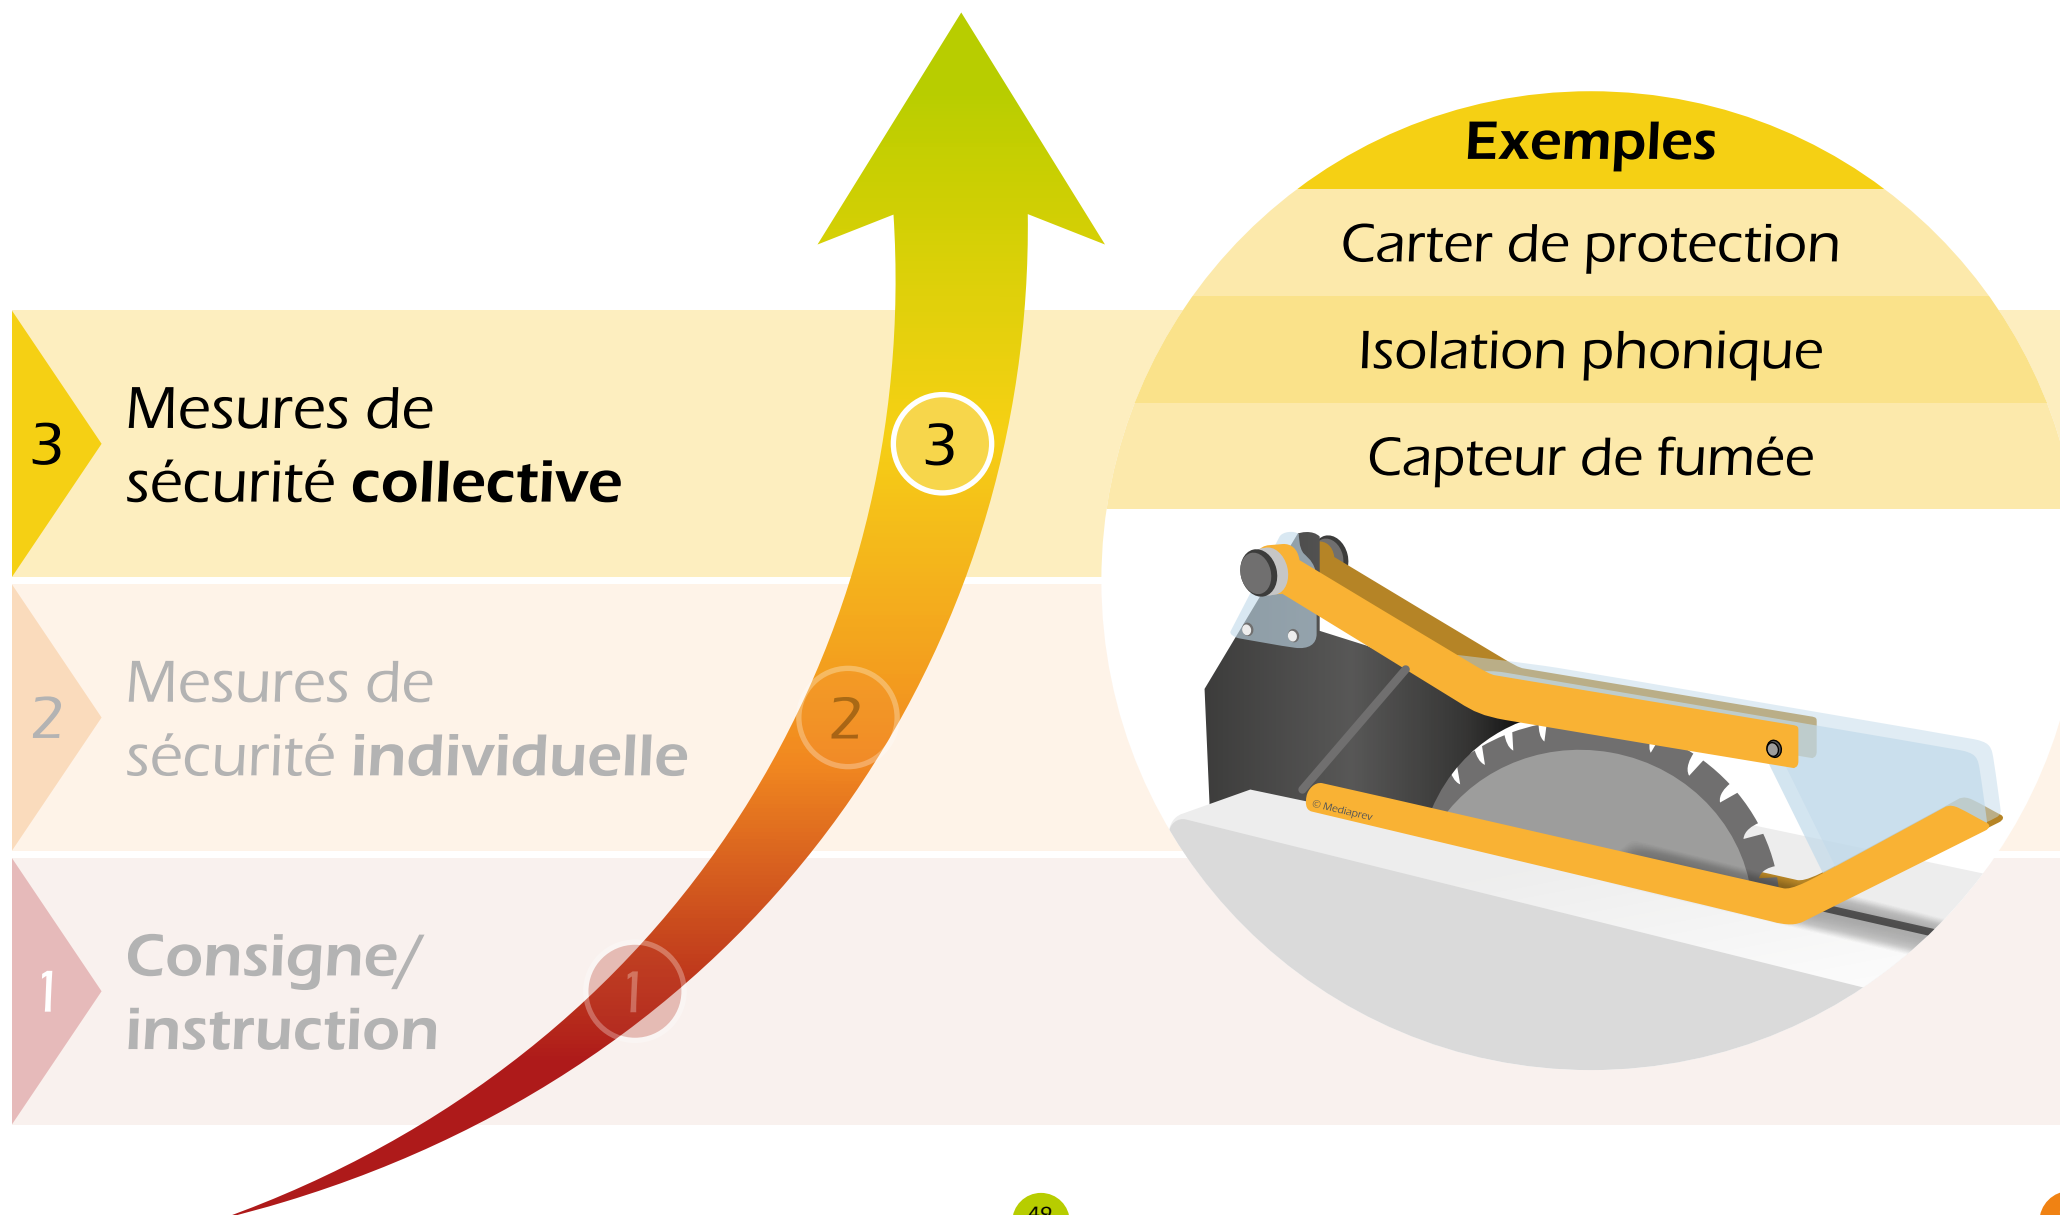 Exemples
Carter de protection
Isolation phonique
Capteur de fumée
3
Mesures de
sécurité collective
3
2
Mesures de
sécurité individuelle
2
1
Consigne/
instruction
1
© Mediaprev
49